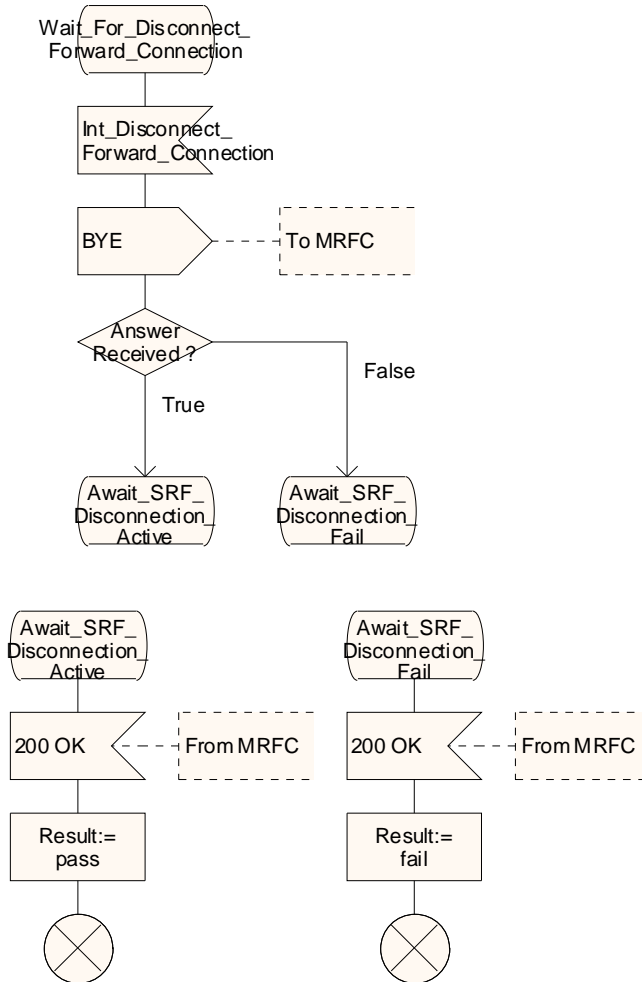 Wait_For_Disconnect_
Forward_Connection
Int_Disconnect_
Forward_Connection
BYE
To MRFC
Answer
Received ?
False
True
Await_SRF_
Disconnection_
Active
Await_SRF_
Disconnection_
Fail
Await_SRF_
Disconnection_
Active
Await_SRF_
Disconnection_
Fail
200 OK
From MRFC
200 OK
From MRFC
Result:=
pass
Result:=
fail